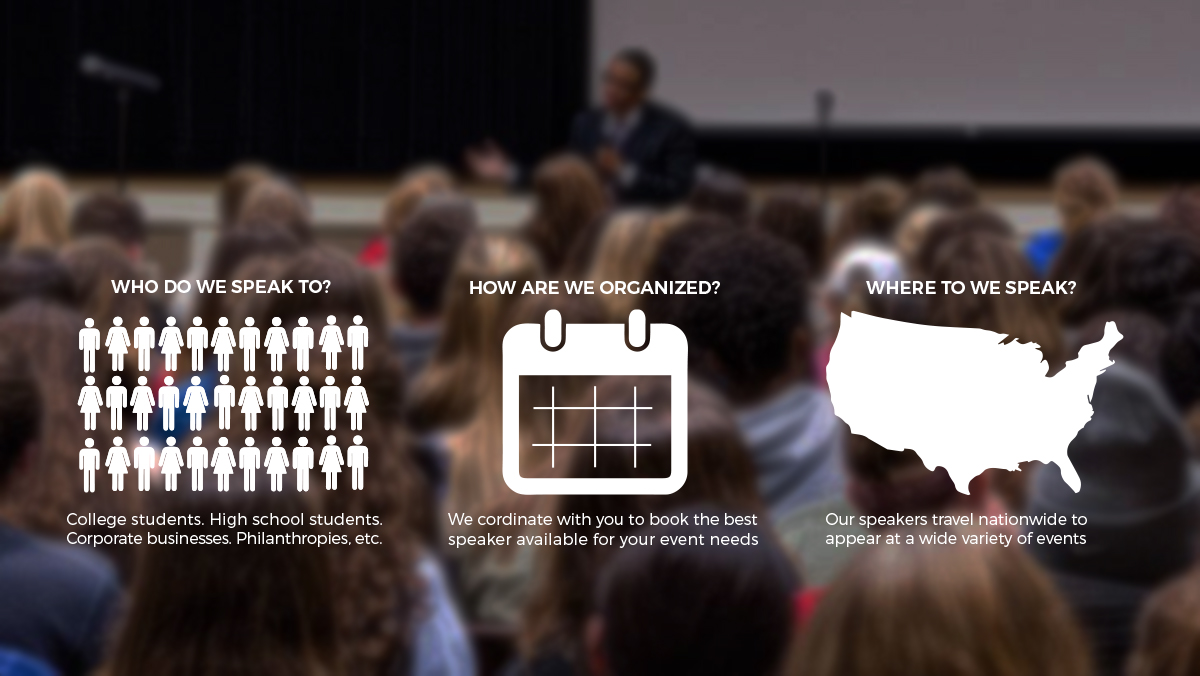 WHO DO WE SPEAK TO?
College students. High school students.
Corporate businesses. Philanthropies, etc.
HOW ARE WE ORGANIZED?
We cordinate with you to book the best
speaker available for your event needs
WHERE TO WE SPEAK?
Our speakers travel nationwide to
appear at a wide variety of events